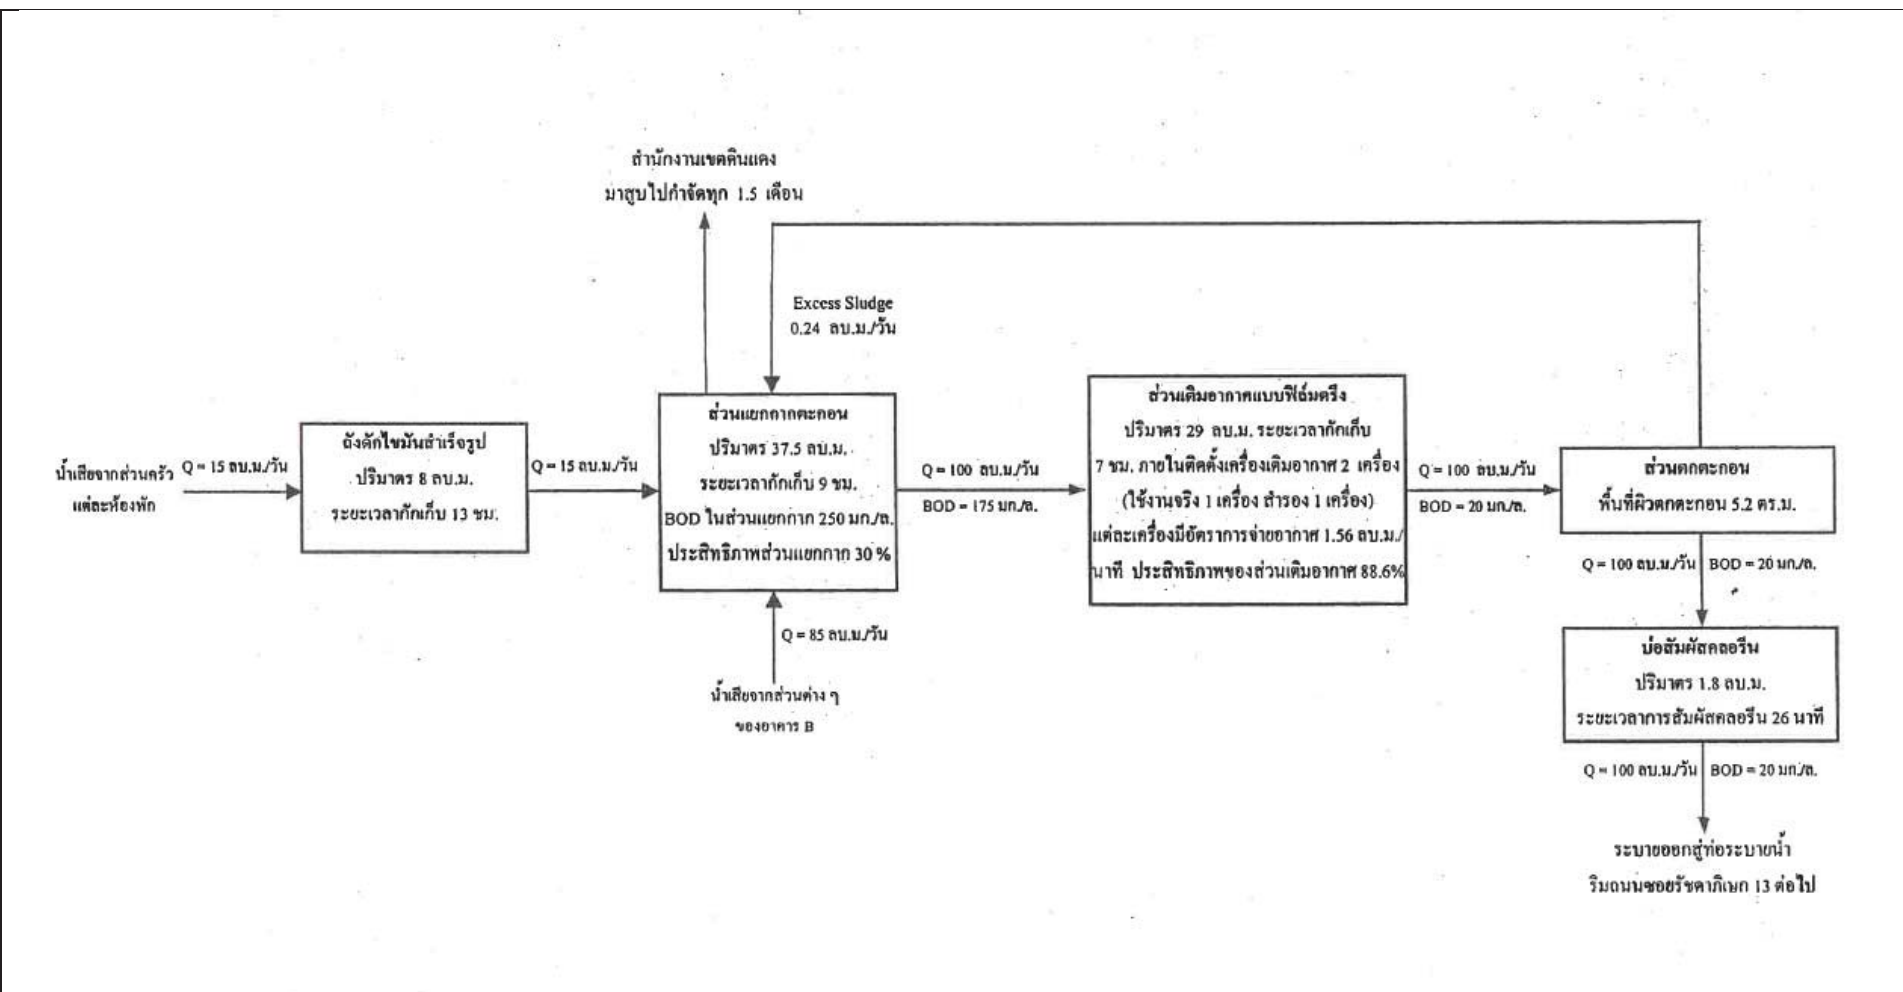 สำนักงานเขตดินแดง
มาสูบไปกำจัดทุก 1.5 เดือน
Excess Sludge
0.24 ลบ.ม./วัน
น้ำเสียจากส่วนครัว
แต่ละห้องพัก
Q = 15 ลบ.ม./วัน
ถังดักไขมันสำเร็จรูป
ปริมาตร 8 ลบ.ม.
ระยะเวลากักเก็บ 13 ชม.
Q = 15 ลบ.ม./วัน
ส่วนแยกกากตะกอน
ปริมาตร 37.5 ลบ.ม.
ระยะเวลากักเก็บ 9 ชม.
BOD ในส่วนแยกกาก 250 มก./ล.
ประสิทธิภาพส่วนแยกกาก 30 %
Q = 85 ลบ.ม./วัน
น้ำเสียจากส่วนต่าง ๆ
ของอาคาร B
Q = 100 ลบ.ม./วัน
BOD = 175 มก./ล.
ส่วนเติมอากาศแบบฟิล์มตรึง
ปริมาตร 29 ลบ.ม. ระยะเวลากักเก็บ
7 ชม. ภายในติดตั้งเครื่องเติมอากาศ 2 เครื่อง
(ใช้งานจริง 1 เครื่อง สำรอง 1 เครื่อง)
แต่ละเครื่องมีอัตราการจ่ายอากาศ 1.56 ลบ.ม./
นาที ประสิทธิภาพของส่วนเติมอากาศ 88.6%
Q = 100 ลบ.ม./วัน
BOD = 20 มก./ล.
ส่วนตกตะกอน
พื้นที่ผิวตกตะกอน 5.2 ตร.ม.
Q = 100 ลบ.ม./วัน BOD = 20 มก./ล.
บ่อสัมผัสคลอรีน
ปริมาตร 1.8 ลบ.ม.
ระยะเวลาการสัมผัสคลอรีน 26 นาที
Q = 100 ลบ.ม./วัน BOD = 20 มก./ล.
ระบายออกสู่ท่อระบายน้ำ
ริมถนนซอยรัชดาภิเษก 13 ต่อไป